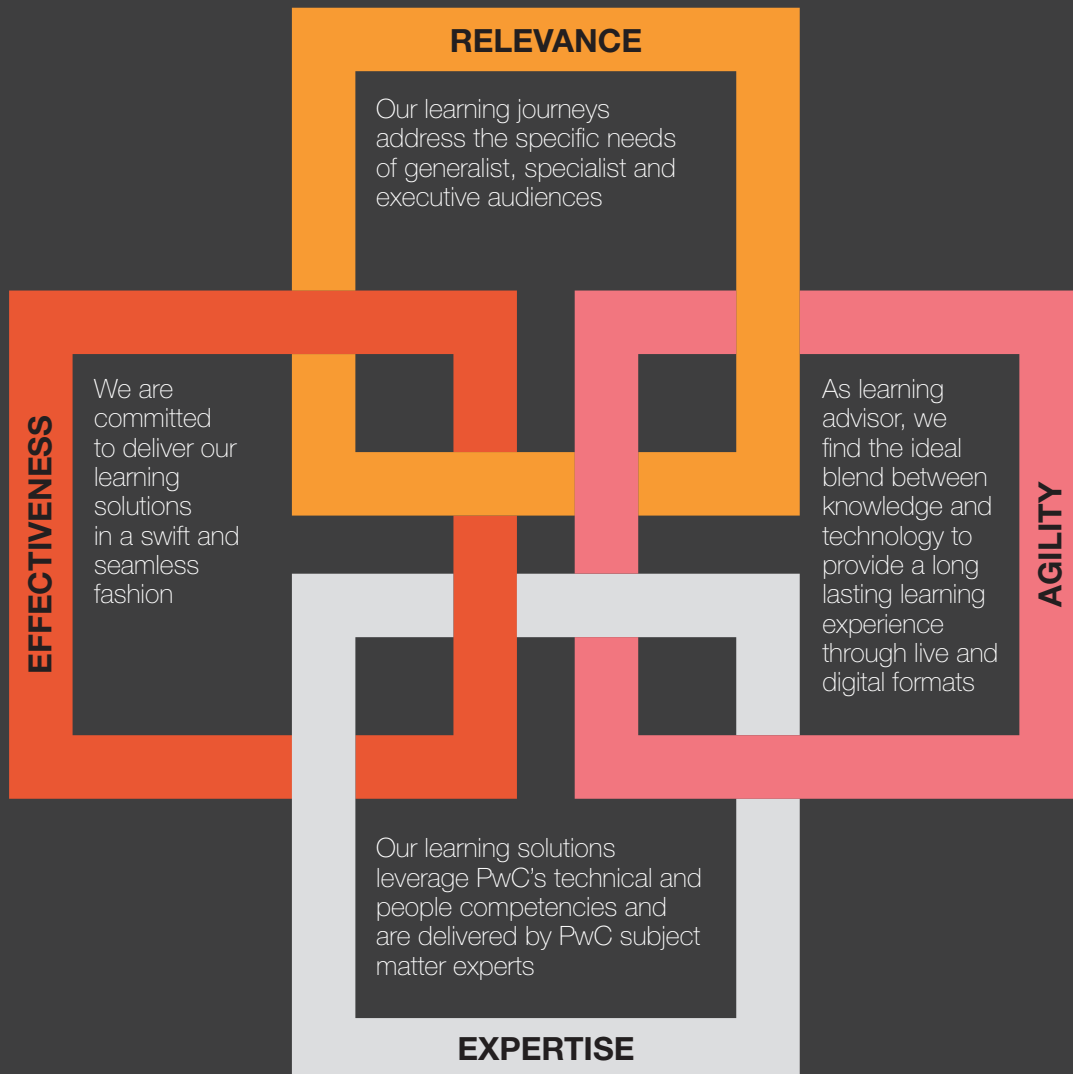 RELEVANCE
Our learning journeys
address the specific needs
of generalist, specialist and
executive audiences
EFFECTIVENESS
We are
committed
to deliver our
learning
solutions
in a swift and
seamless
fashion
As learning
advisor, we
find the ideal
blend between
knowledge and
technology to
provide a long
lasting learning
experience
through live and
digital formats
AGILITY
Our learning solutions
leverage PwC’s technical and
people competencies and
are delivered by PwC subject
matter experts
EXPERTISE